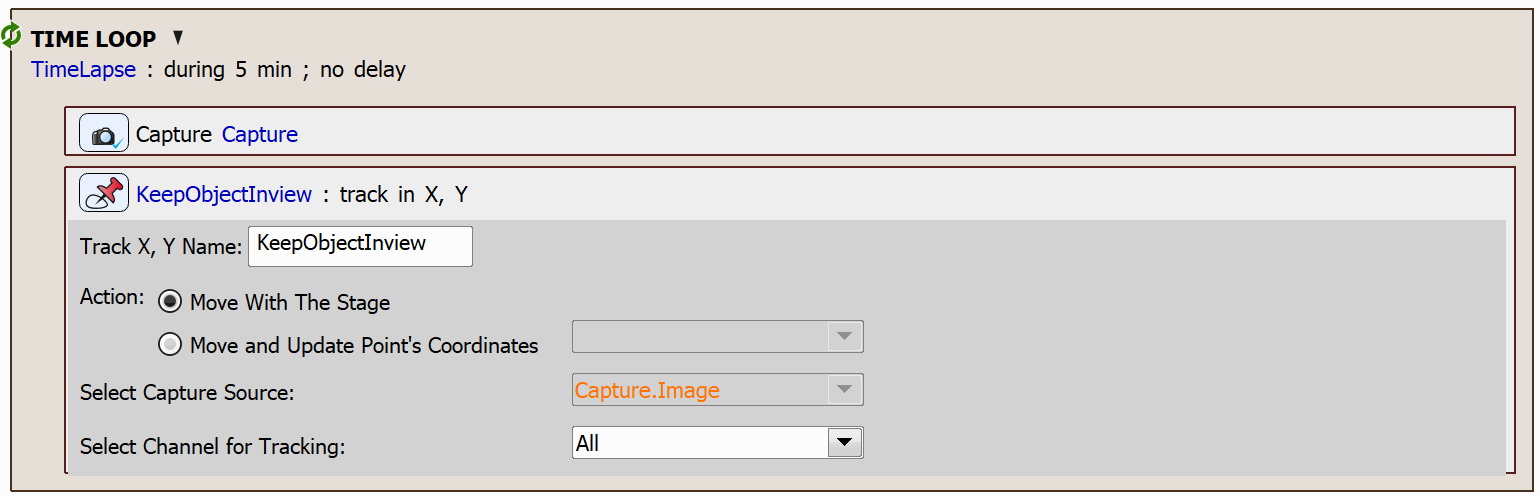 TIME LOOP
TimeLapse : during 5 min ; no delay
Capture Capture
KeepObjectInview : track in X, Y
Track X, Y Name: KeepObjectInview
Action: Move With The Stage
Move and Update Point's Coordinates
Select Capture Source: Capture.Image
Select Channel for Tracking: All